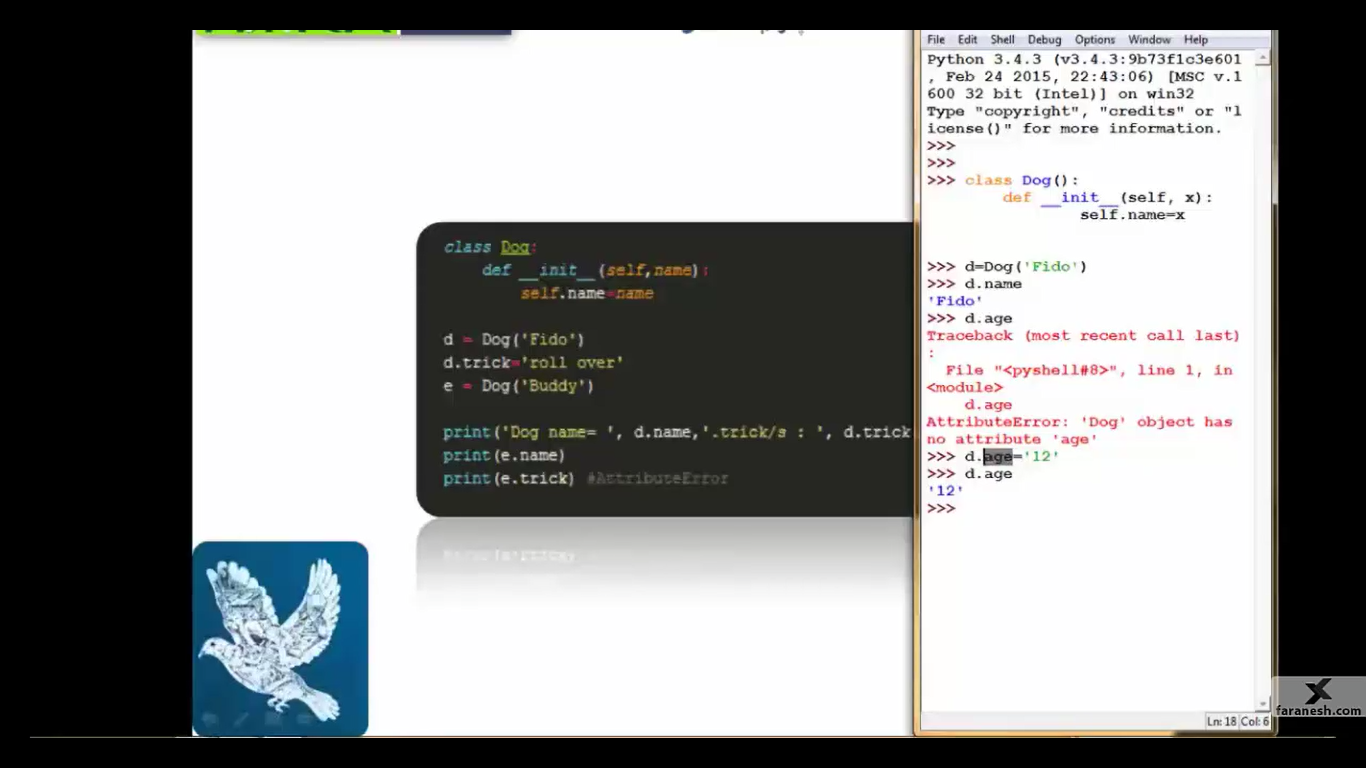 class Dog:
def __init__(self,name):
self.name=name
d = Dog('Fido')
d.trick='roll over'
e = Dog('Buddy')
print('Dog name= ', d.name,'.trick/s : ', d.trick
print(e.name)
print(e.trick) #AttributeError
File Edit Shell Debug Options Window Help
Python 3.4.3 (v3.4.3:9b73f1c3e601
, Feb 24 2015, 22:43:06) [MSC v.1
600 32 bit (Intel)] on win32
Type "copyright", "credits" or "l
icense()" for more information.
>>>
>>>
>>> class Dog():
def __init__(self, x):
self.name=x
>>> d=Dog('Fido')
>>> d.name
'Fido'
>>> d.age
Traceback (most recent call last)
:
File "<pyshell#8>", line 1, in
<module>
d.age
AttributeError: 'Dog' object has
no attribute 'age'
>>> d.age='12'
>>> d.age
'12'
>>>
Ln: 18 Col: 6
faranesh.com